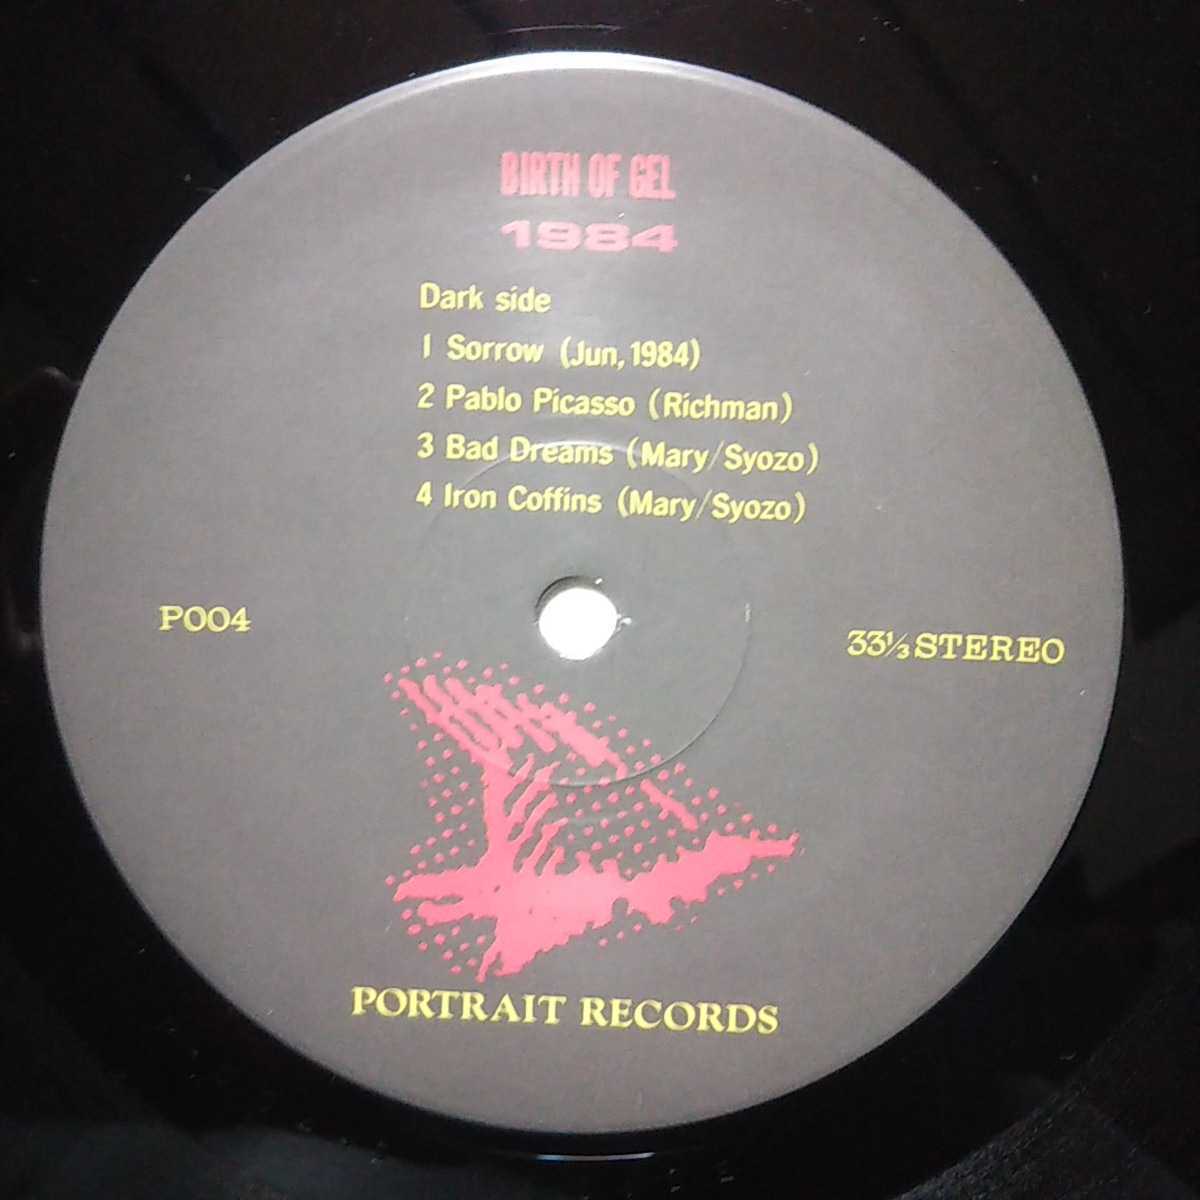 BIRTH OF GEL
1984
Dark side
1 Sorrow (Jun, 1984)
2 Pablo Picasso (Richman)
3 Bad Dreams (Mary/Syozo)
4 Iron Coffins (Mary/Syozo)
P004
33⅓ STEREO
PORTRAIT RECORDS